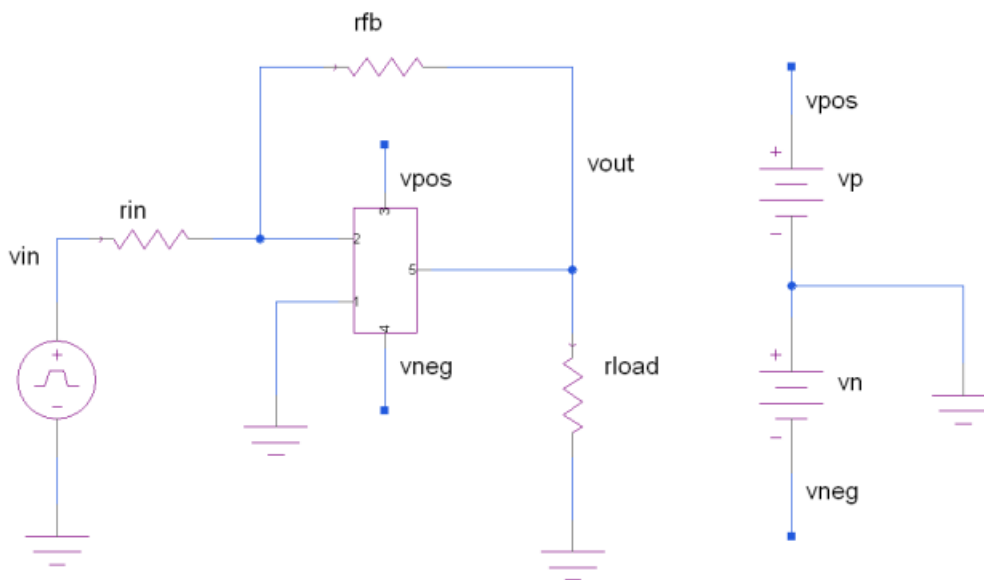 rfb
vpos
vpos
vout
vp
rin
3
vin
2
5
1
4
vneg
rload
vn
vneg
+
-
+
-
+
-